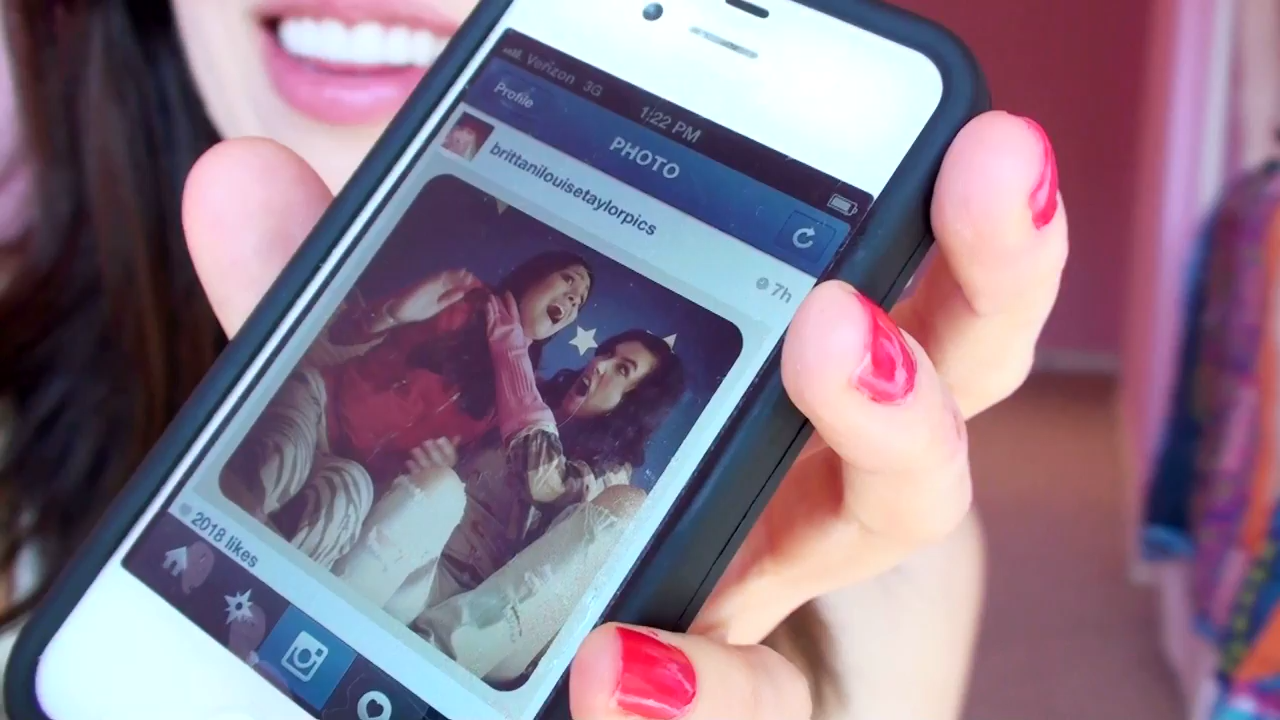 Verizon 3G
1:22 PM
Profile
PHOTO
brittanilouisetaylorpics
7h
2018 likes